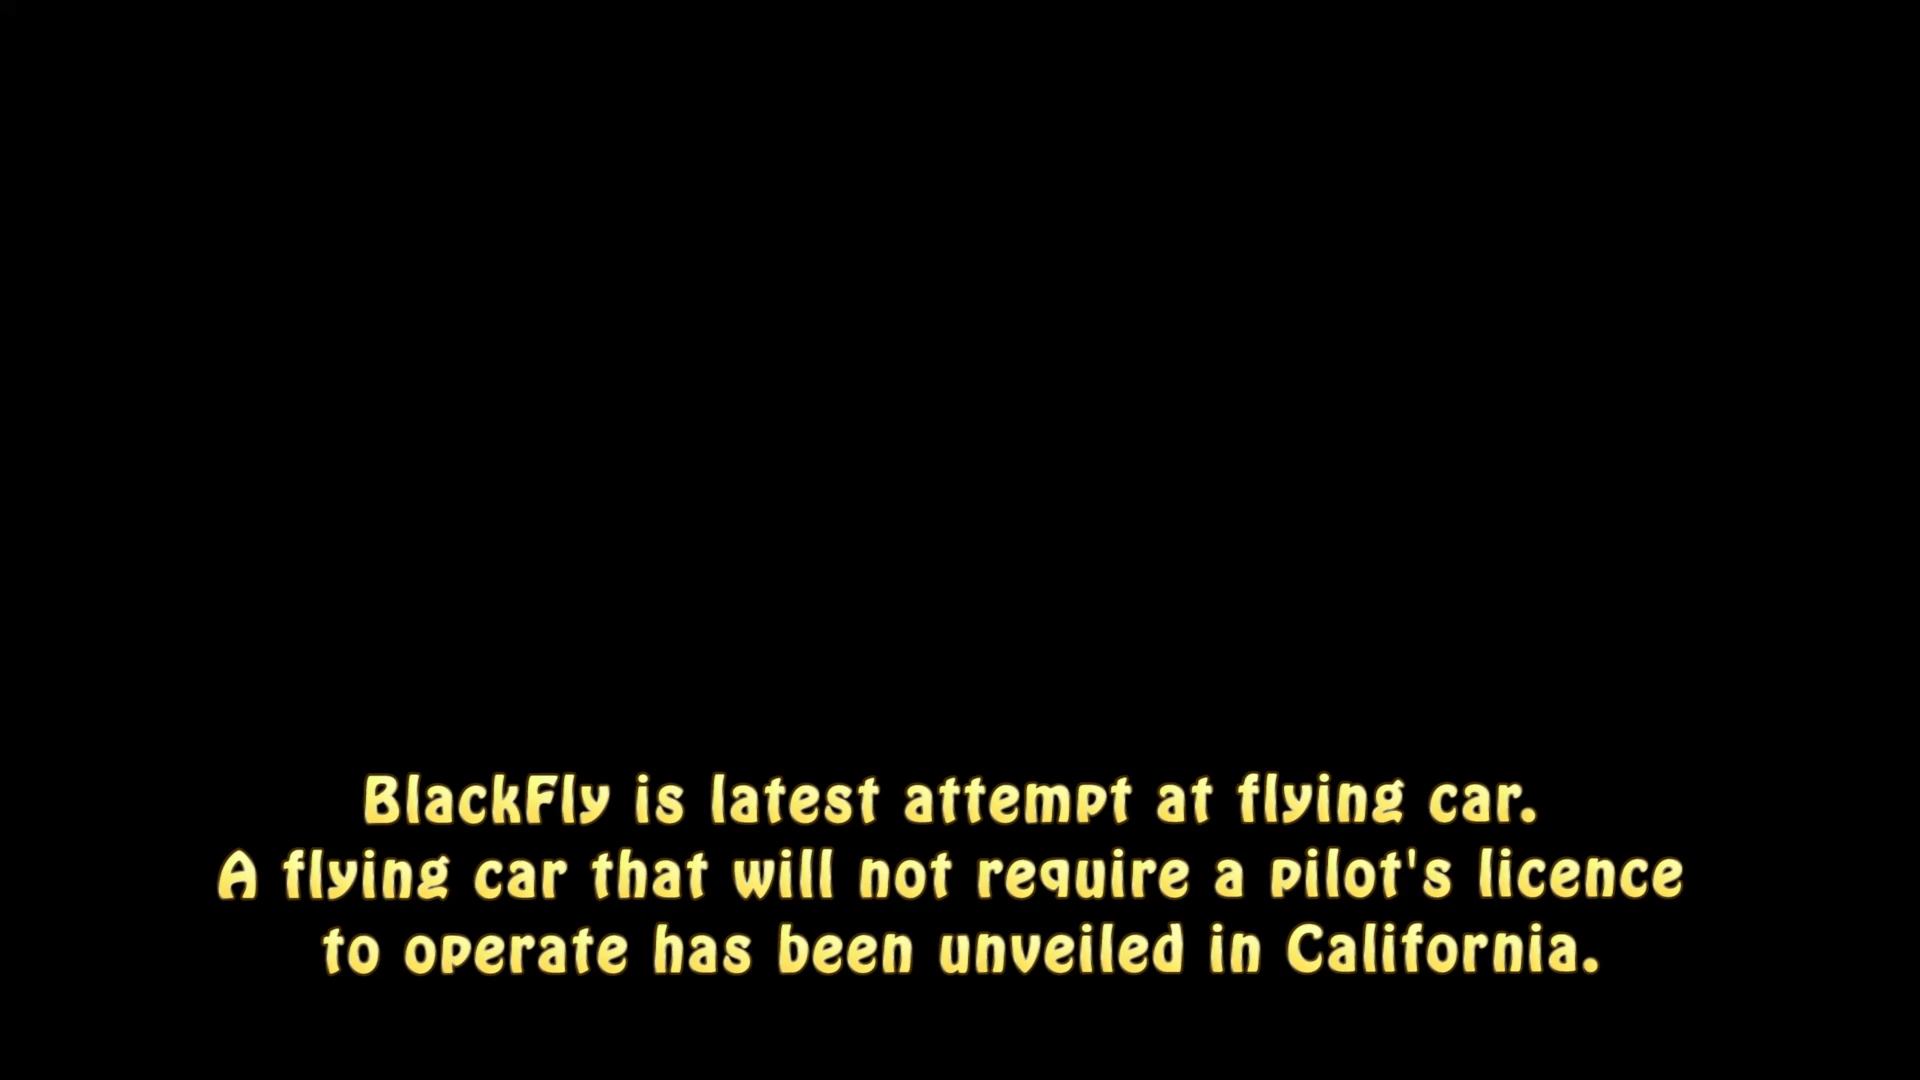 BlackFly is latest attempt at flying car.
A flying car that will not require a pilot's licence
to operate has been unveiled in California.